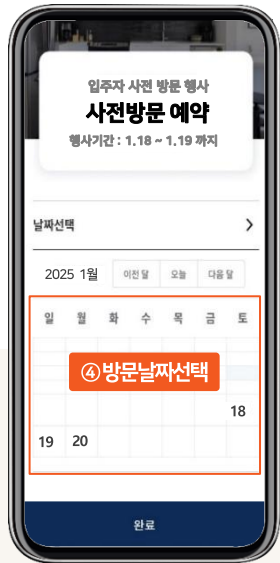 입주자 사전 방문 행사
사전방문 예약
행사기간 : 1.18 ~ 1.19 까지
날짜선택 >
2025 1월 이전 달 오늘 다음 달
일 월 화 수 목 금 토
④방문날짜선택
18
19 20
완료